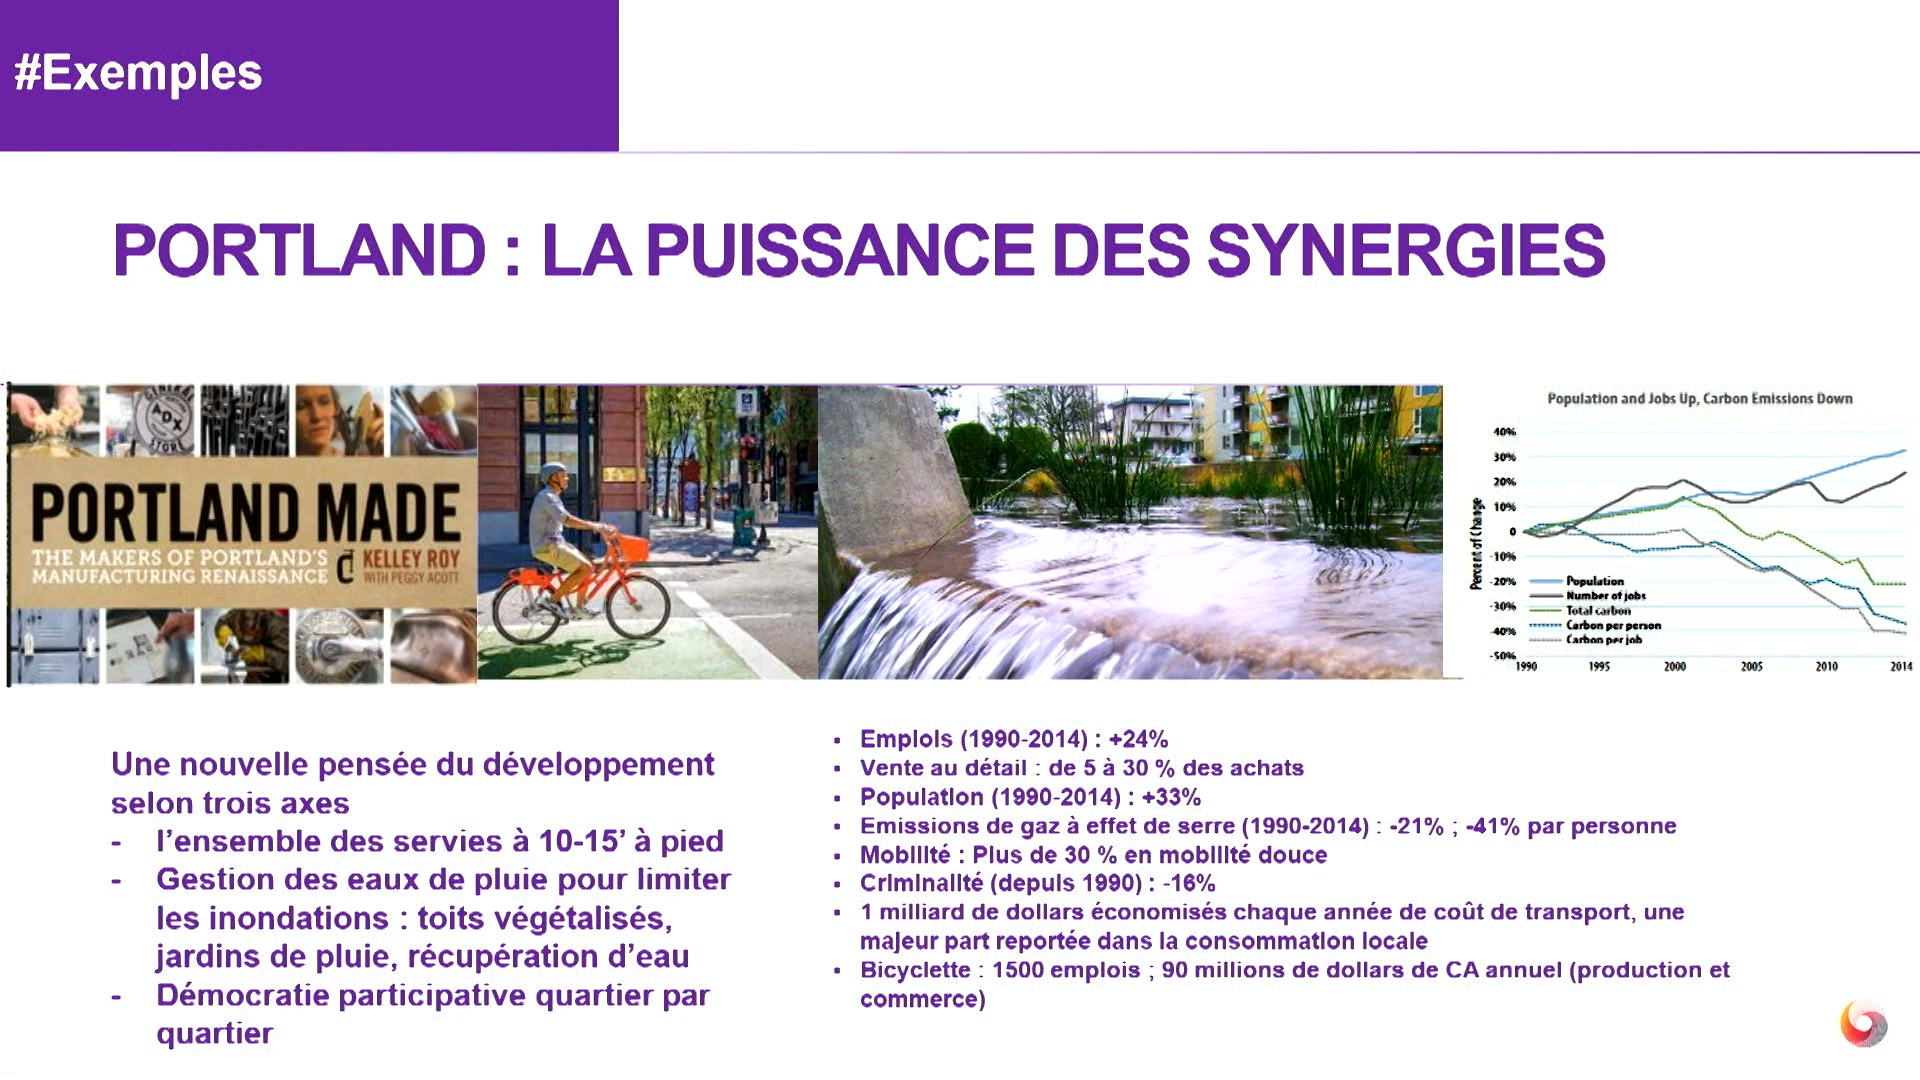 #Exemples
PORTLAND : LA PUISSANCE DES SYNERGIES
GENERAL
ADX
STORE
PORTLAND MADE
THE MAKERS OF PORTLAND'S
MANUFACTURING RENAISSANCE
KELLEY ROY
WITH PEGGY ACOTT
Population and Jobs Up, Carbon Emissions Down
Percent of Change
40%
30%
20%
10%
0
-10%
-20%
-30%
-40%
-50%
Population
Number of jobs
Total carbon
Carbon per person
Carbon per job
1990 1995 2000 2005 2010 2014
Une nouvelle pensée du développement
selon trois axes
- l’ensemble des servies à 10-15’ à pied
- Gestion des eaux de pluie pour limiter
les inondations : toits végétalisés,
jardins de pluie, récupération d’eau
- Démocratie participative quartier par
quartier
▪ Emplois (1990-2014) : +24%
▪ Vente au détail : de 5 à 30 % des achats
▪ Population (1990-2014) : +33%
▪ Emissions de gaz à effet de serre (1990-2014) : -21% ; -41% par personne
▪ Mobilité : Plus de 30 % en mobilité douce
▪ Criminalité (depuis 1990) : -16%
▪ 1 milliard de dollars économisés chaque année de coût de transport, une
majeur part reportée dans la consommation locale
▪ Bicyclette : 1500 emplois ; 90 millions de dollars de CA annuel (production et
commerce)